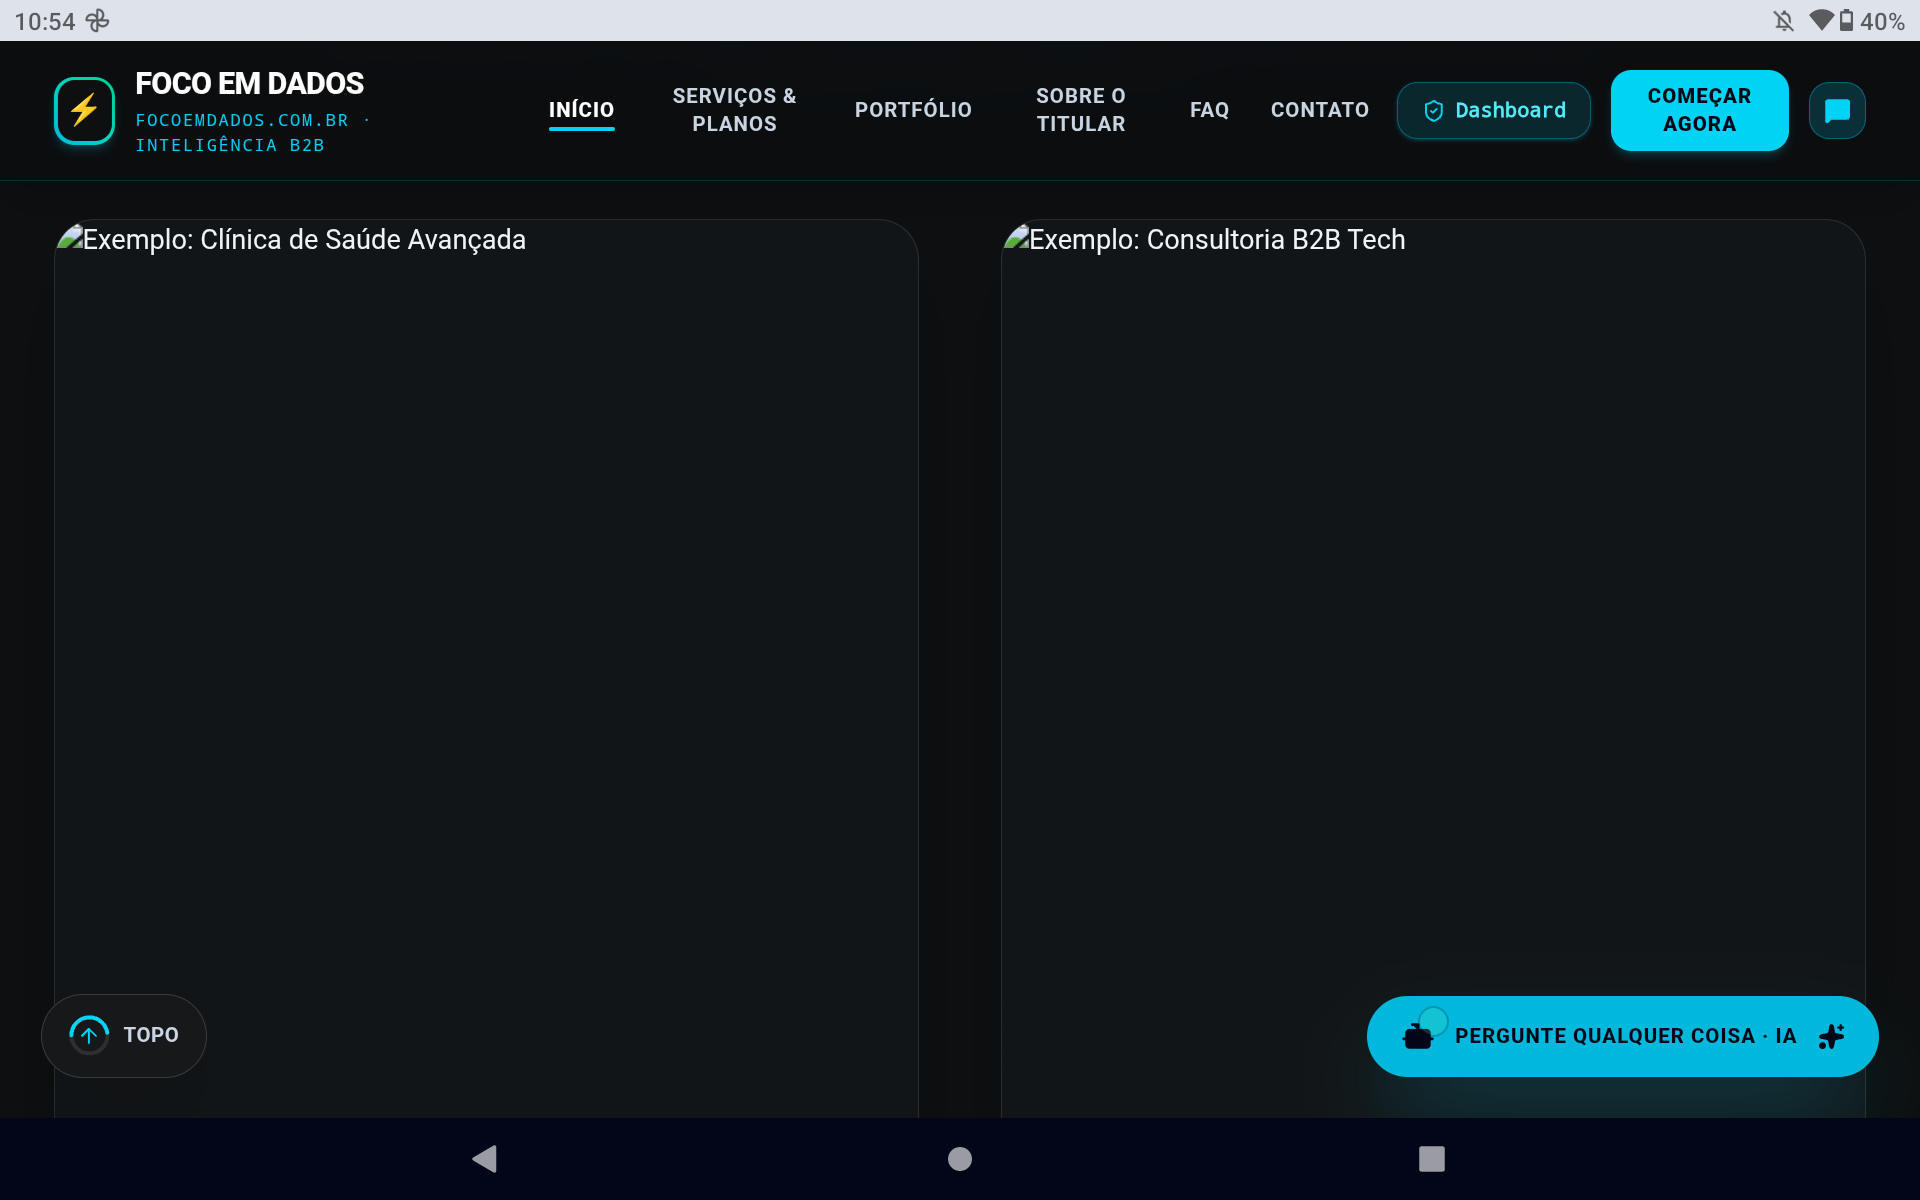 10:54
40%
FOCO EM DADOS
FOCOEMDADOS.COM.BR ·
INTELIGÊNCIA B2B
INÍCIO
SERVIÇOS &
PLANOS
PORTFÓLIO
SOBRE O
TITULAR
FAQ
CONTATO
Dashboard
COMEÇAR
AGORA
Exemplo: Clínica de Saúde Avançada
Exemplo: Consultoria B2B Tech
TOPO
PERGUNTE QUALQUER COISA · IA